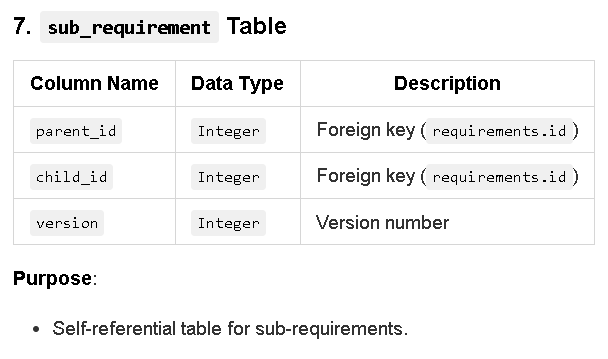 7. sub_requirement Table
Column Name Data Type Description
parent_id Integer Foreign key (requirements.id)
child_id Integer Foreign key (requirements.id)
version Integer Version number
Purpose:
• Self-referential table for sub-requirements.